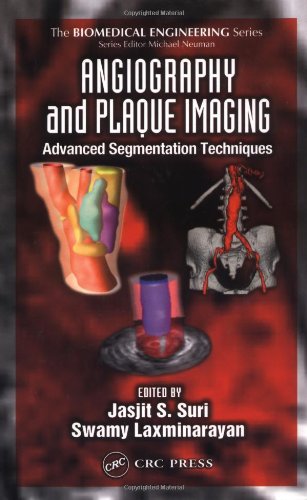 The BIOMEDICAL ENGINEERING Series
Series Editor Michael Neuman
ANGIOGRAPHY
and PLAQUE IMAGING
Advanced Segmentation Techniques
EDITED BY
Jasjit S. Suri
Swamy Laxminarayan
CRC
CRC PRESS